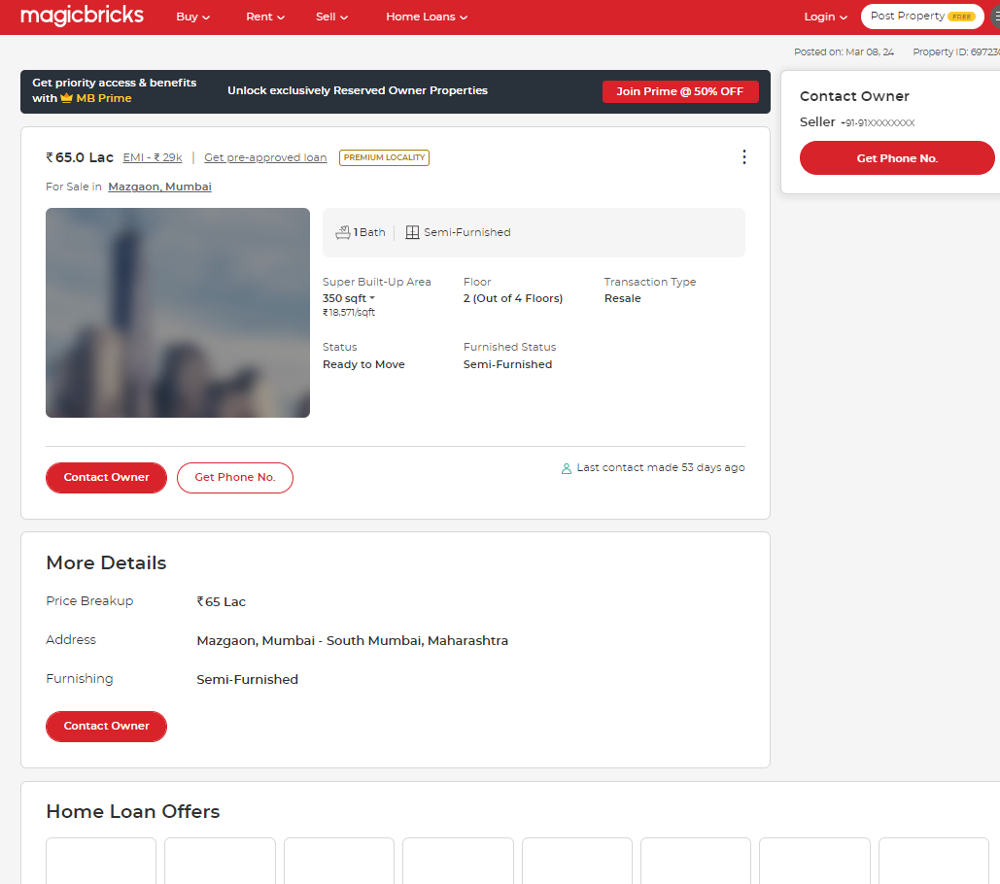 magicbricks Buy Rent Sell Home Loans Login Post Property FREE
Posted on: Mar 08, 24 Property ID: 69723
Get priority access & benefits
with MB Prime
Unlock exclusively Reserved Owner Properties
Join Prime @ 50% OFF
Contact Owner
Seller +91-91XXXXXXXX
Get Phone No.
₹65.0 Lac EMI - ₹ 29k | Get pre-approved loan PREMIUM LOCALITY
For Sale in Mazgaon, Mumbai
1 Bath Semi-Furnished
Super Built-Up Area Floor Transaction Type
350 sqft 2 (Out of 4 Floors) Resale
₹18,571/sqft
Status Furnished Status
Ready to Move Semi-Furnished
Contact Owner Get Phone No. Last contact made 53 days ago
More Details
Price Breakup ₹65 Lac
Address Mazgaon, Mumbai - South Mumbai, Maharashtra
Furnishing Semi-Furnished
Contact Owner
Home Loan Offers